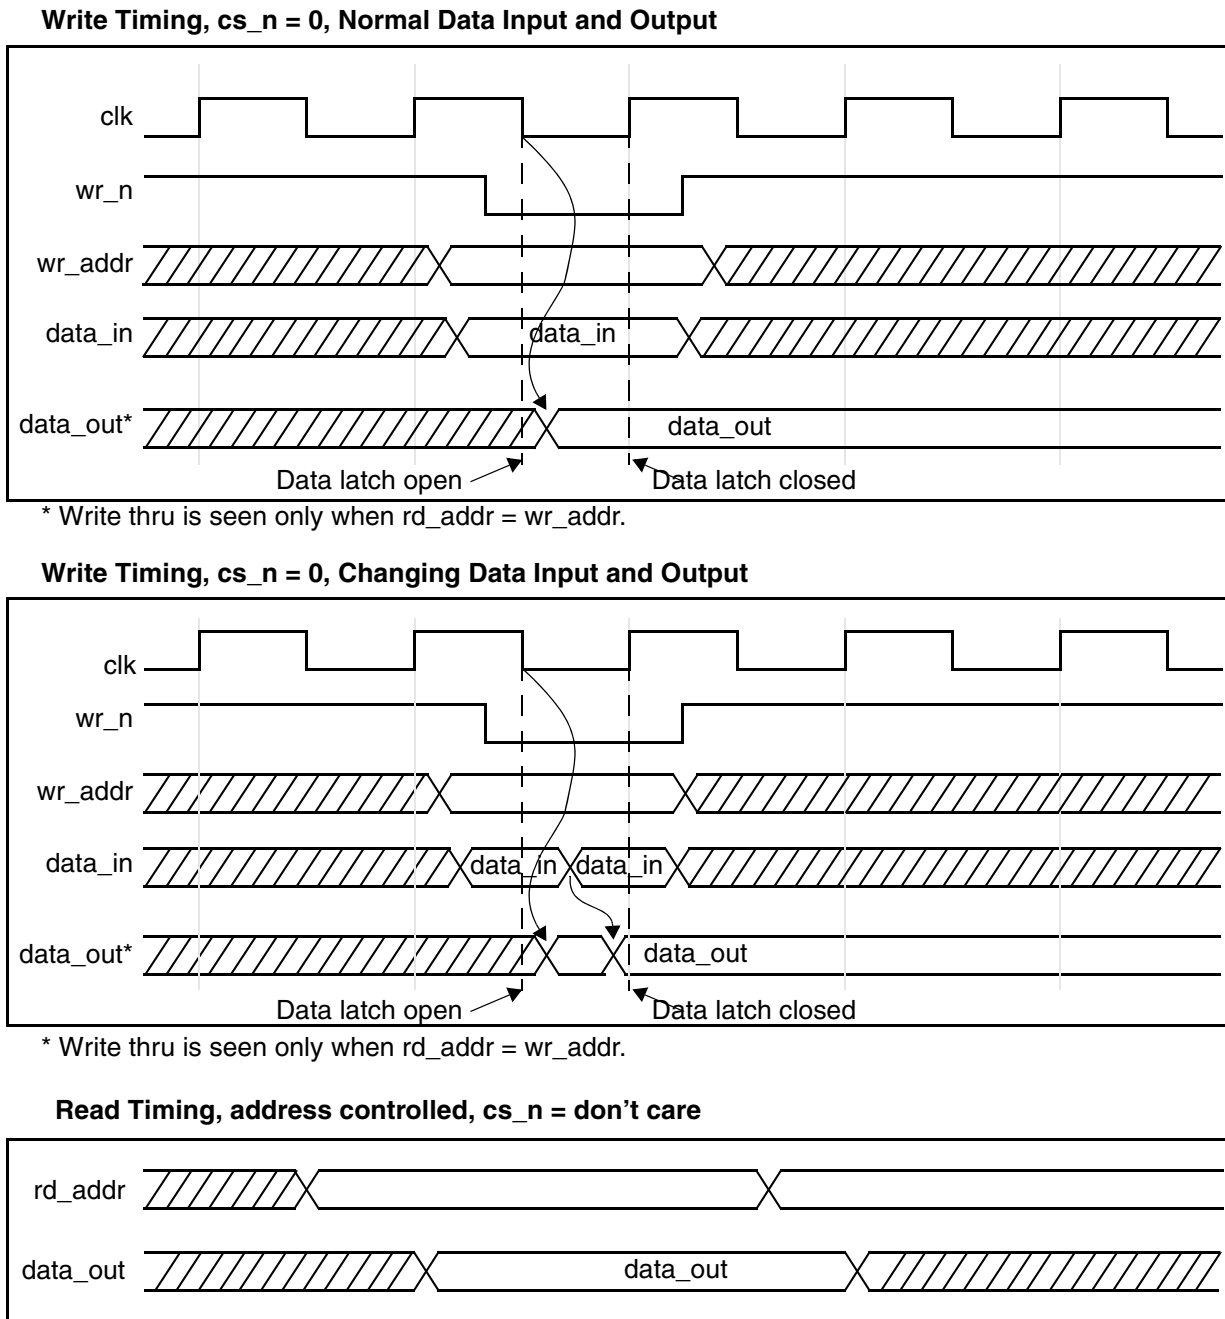 Write Timing, cs_n = 0, Normal Data Input and Output
clk
wr_n
wr_addr
data_in
data_in
data_out*
data_out
Data latch open
Data latch closed
* Write thru is seen only when rd_addr = wr_addr.
Write Timing, cs_n = 0, Changing Data Input and Output
clk
wr_n
wr_addr
data_in
data_in
data_in
data_out*
data_out
Data latch open
Data latch closed
* Write thru is seen only when rd_addr = wr_addr.
Read Timing, address controlled, cs_n = don't care
rd_addr
data_out
data_out